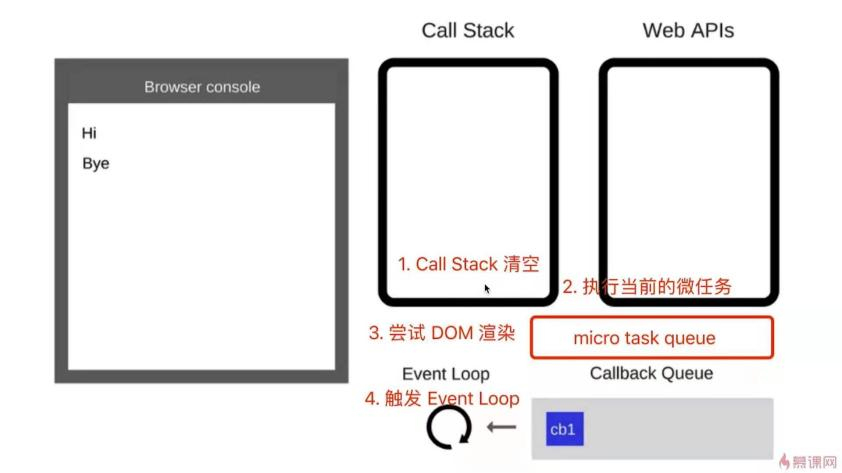 Call Stack
Web APIs
Browser console
Hi
Bye
1. Call Stack 清空
2. 执行当前的微任务
3. 尝试 DOM 渲染
micro task queue
Event Loop
Callback Queue
4. 触发 Event Loop
cb1
慕课网